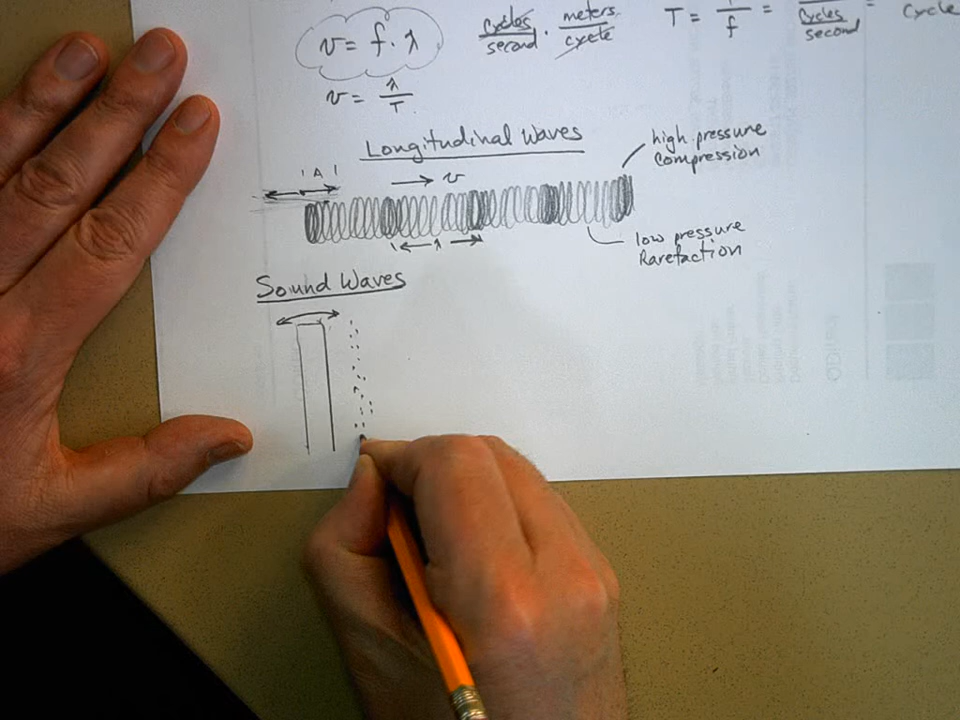 v = f · λ
cycles/second · meters/cycle
T = 1/f = cycles/second = cycle
v = λ/T
Longitudinal Waves
high pressure
compression
A
v
λ
low pressure
Rarefaction
Sound Waves